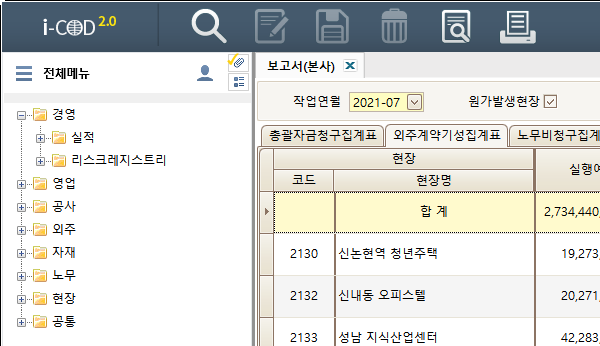 i-COD 2.0
전체메뉴
경영
실적
리스크레지스트리
영업
공사
외주
자재
노무
현장
공통
보고서(본사)
작업연월 2021-07 원가발생현장
총괄자금청구집계표 외주계약기성집계표 노무비청구집계
현장 실행
코드 현장명
합 계 2,734,440,
2130 신논현역 청년주택 19,273,
2132 신내동 오피스텔 20,271,
2133 성남 지식산업센터 42,283,